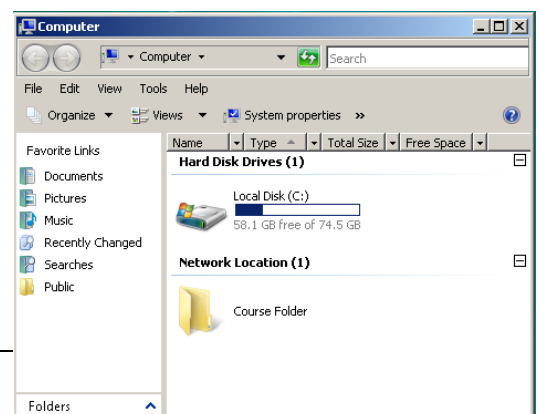 Computer
Computer
Search
File Edit View Tools Help
Organize Views System properties »
Favorite Links
Documents
Pictures
Music
Recently Changed
Searches
Public
Folders
Name Type Total Size Free Space
Hard Disk Drives (1)
Local Disk (C:)
58.1 GB free of 74.5 GB
Network Location (1)
Course Folder